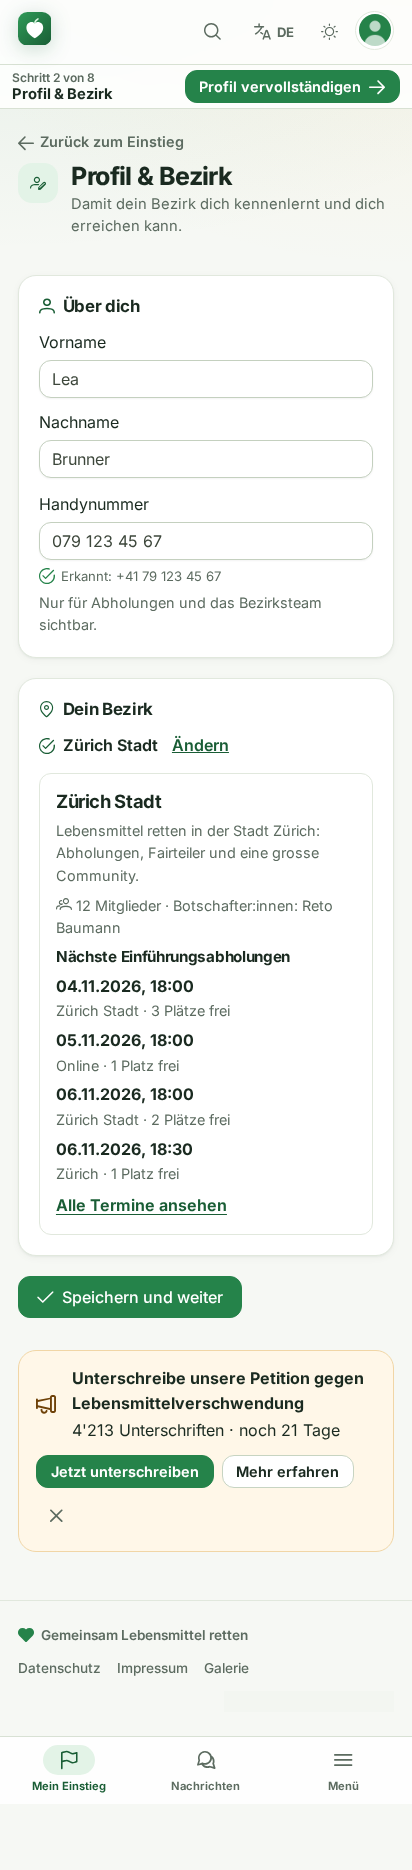 DE
Schritt 2 von 8
Profil & Bezirk
Profil vervollständigen
Zurück zum Einstieg
Profil & Bezirk
Damit dein Bezirk dich kennenlernt und dich
erreichen kann.
Über dich
Vorname
Lea
Nachname
Brunner
Handynummer
079 123 45 67
Erkannt: +41 79 123 45 67
Nur für Abholungen und das Bezirksteam
sichtbar.
Dein Bezirk
Zürich Stadt Ändern
Zürich Stadt
Lebensmittel retten in der Stadt Zürich:
Abholungen, Fairteiler und eine grosse
Community.
12 Mitglieder · Botschafter:innen: Reto
Baumann
Nächste Einführungsabholungen
04.11.2026, 18:00
Zürich Stadt · 3 Plätze frei
05.11.2026, 18:00
Online · 1 Platz frei
06.11.2026, 18:00
Zürich Stadt · 2 Plätze frei
06.11.2026, 18:30
Zürich · 1 Platz frei
Alle Termine ansehen
Speichern und weiter
Unterschreibe unsere Petition gegen
Lebensmittelverschwendung
4'213 Unterschriften · noch 21 Tage
Jetzt unterschreiben Mehr erfahren
Gemeinsam Lebensmittel retten
Datenschutz Impressum Galerie
Mein Einstieg Nachrichten Menü